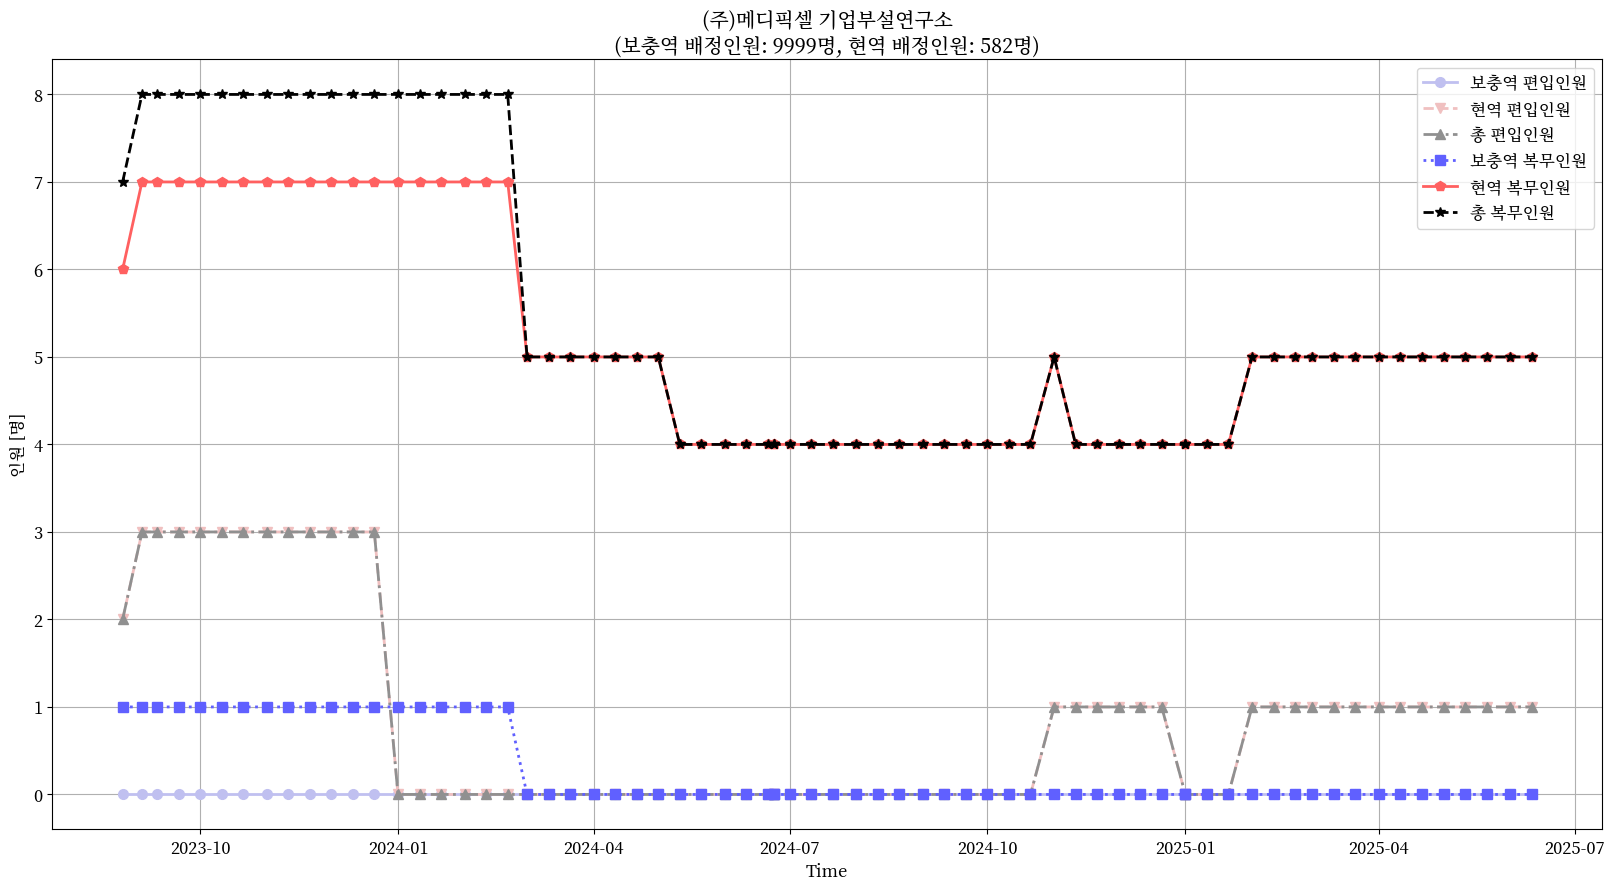 (주)메디픽셀 기업부설연구소
(보충역 배정인원: 9999명, 현역 배정인원: 582명)
보충역 편입인원
현역 편입인원
총 편입인원
보충역 복무인원
현역 복무인원
총 복무인원
인원 [명]
8
7
6
5
4
3
2
1
0
2023-10
2024-01
2024-04
2024-07
2024-10
2025-01
2025-04
2025-07
Time